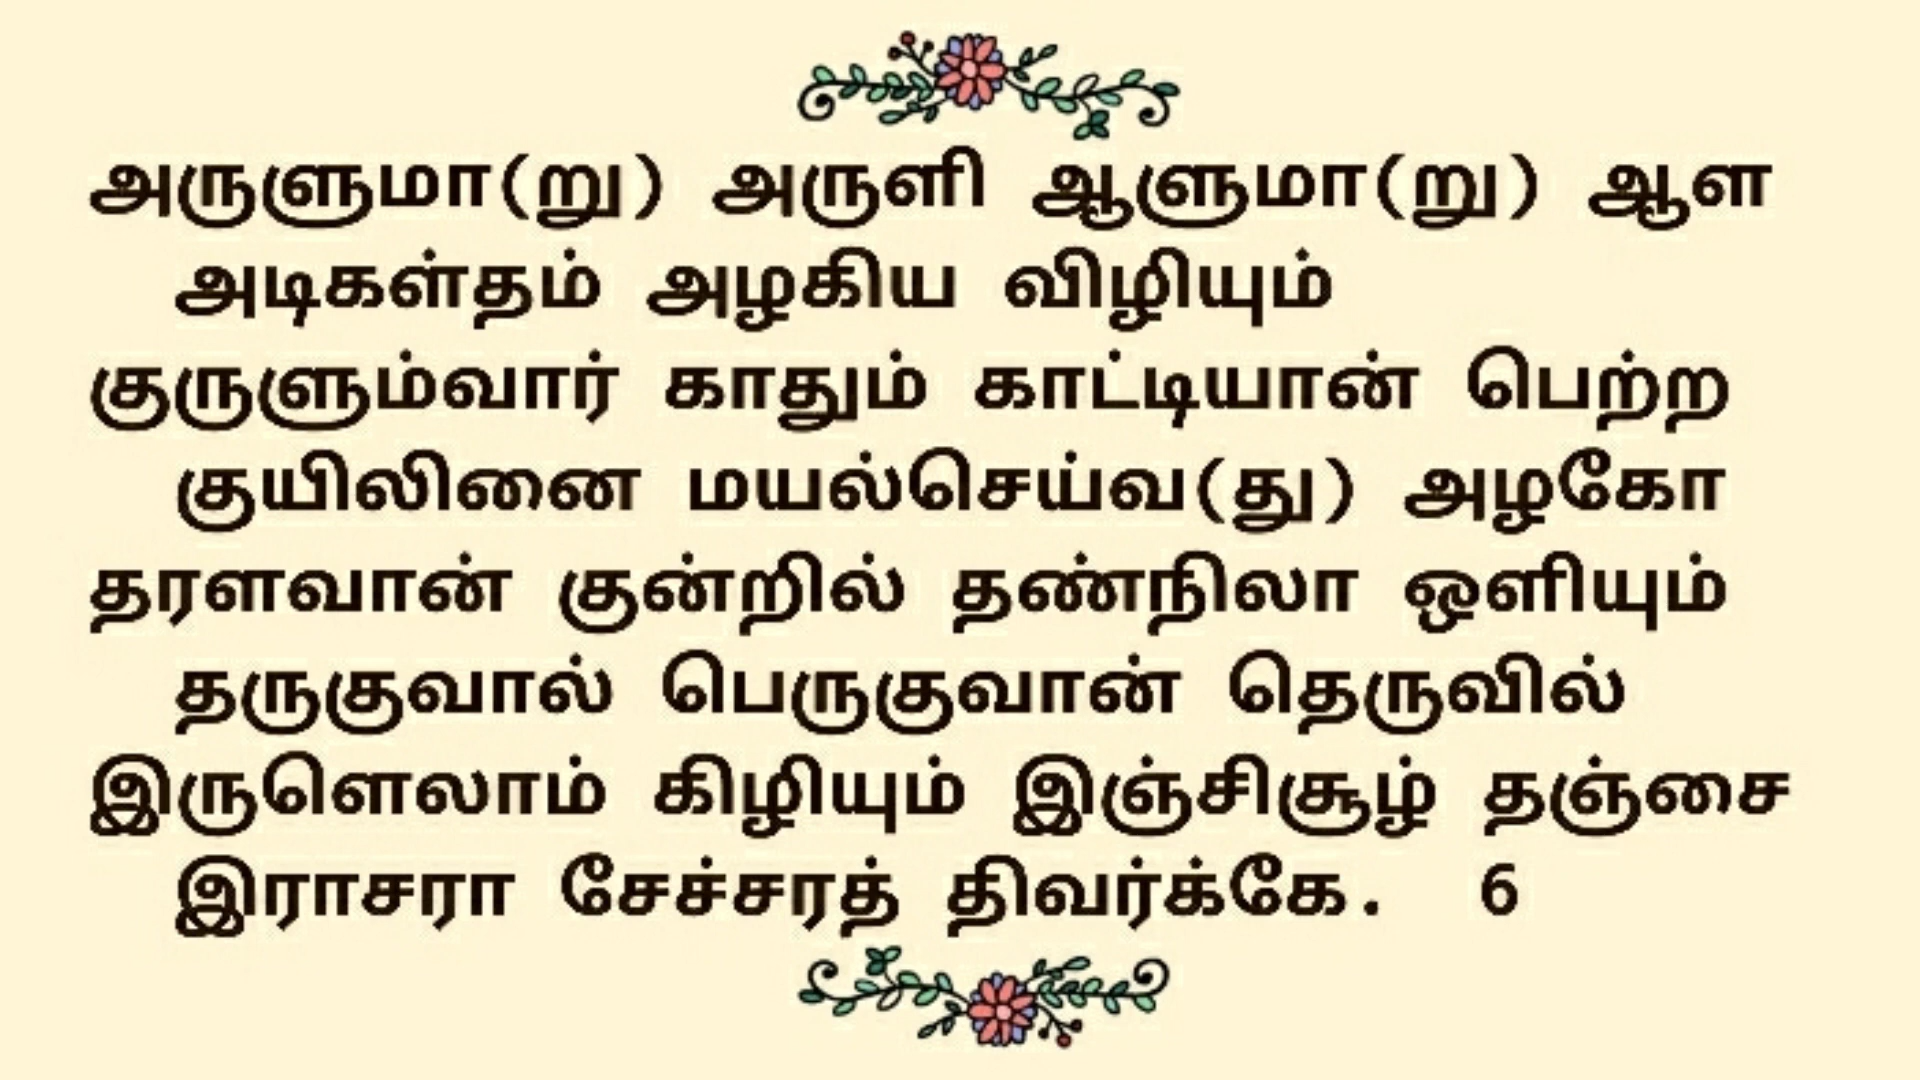 அருளுமா(று) அருளி ஆளுமா(று) ஆள
அடிகள்தம் அழகிய விழியும்
குருளும்வார் காதும் காட்டியான் பெற்ற
குயிலினை மயல்செய்வ(து) அழகோ
தரளவான் குன்றில் தண்நிலா ஒளியும்
தருகுவால் பெருகுவான் தெருவில்
இருளெலாம் கிழியும் இஞ்சிசூழ் தஞ்சை
இராசரா சேச்சரத் திவர்க்கே. 6